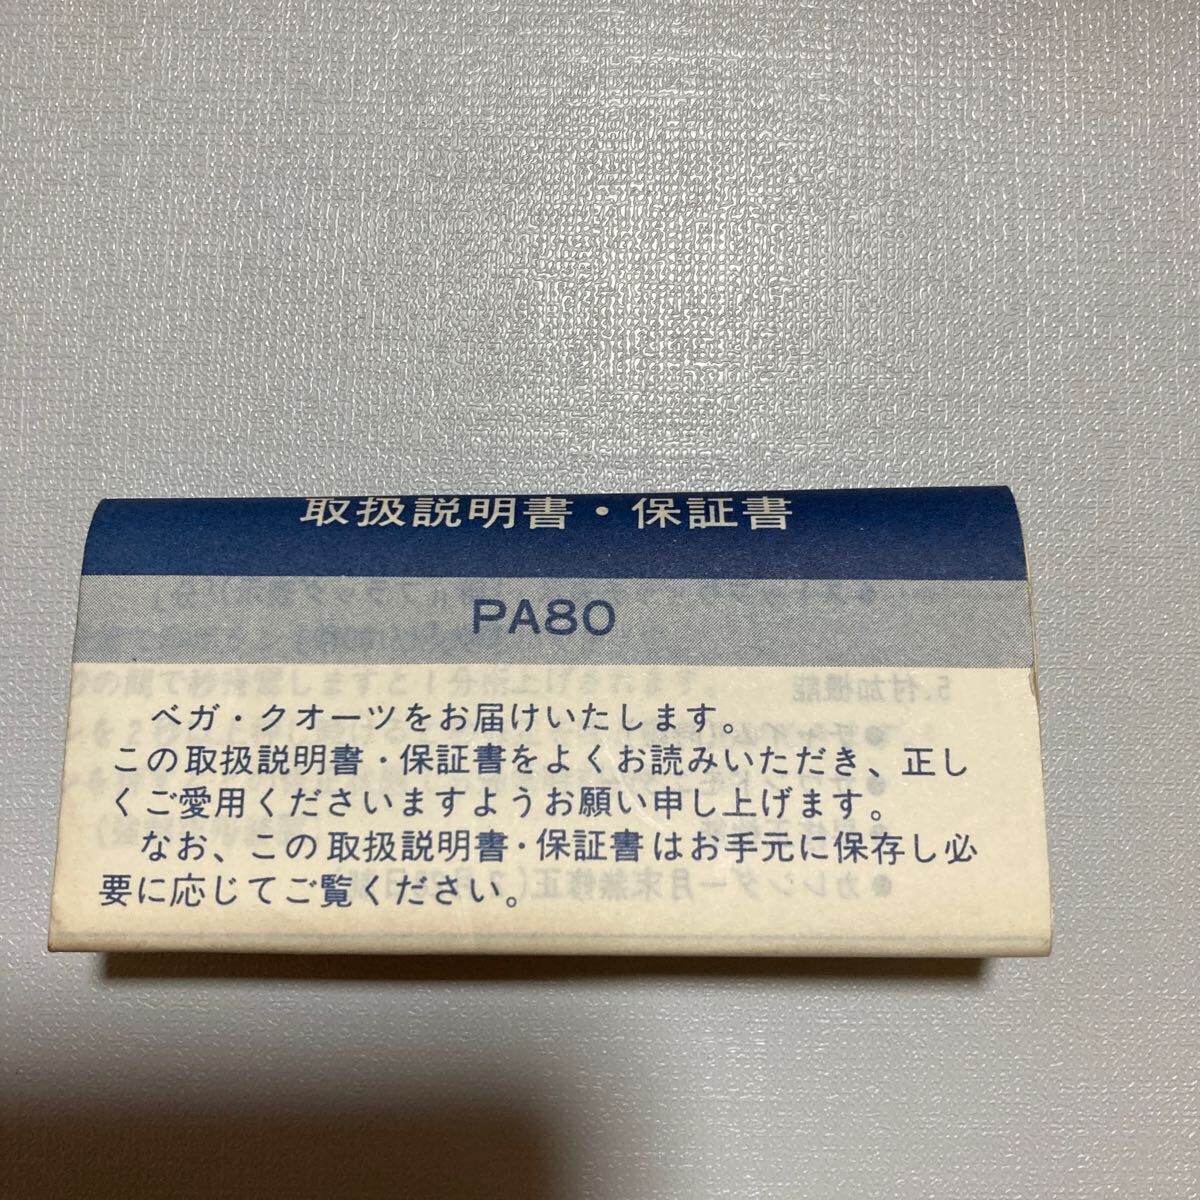 取扱説明書・保証書
PA80
ベガ・クオーツをお届けいたします。
この取扱説明書・保証書をよくお読みいただき、正し
くご愛用くださいますようお願い申し上げます。
なお、この取扱説明書・保証書はお手元に保存し必
要に応じてご覧ください。